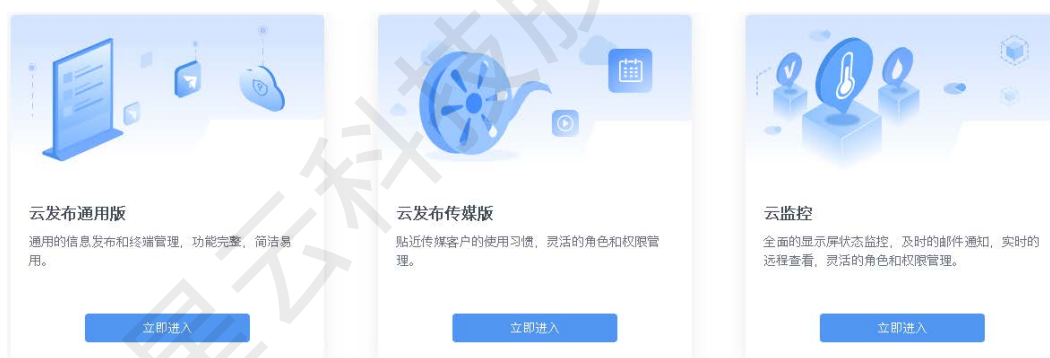 云发布通用版
通用的信息发布和终端管理，功能完整，简洁易
用。
立即进入
云发布传媒版
贴近传媒客户的使用习惯，灵活的角色和权限管
理。
立即进入
云监控
全面的显示屏状态监控，及时的邮件通知，实时的
远程查看，灵活的角色和权限管理。
立即进入
星云科技股